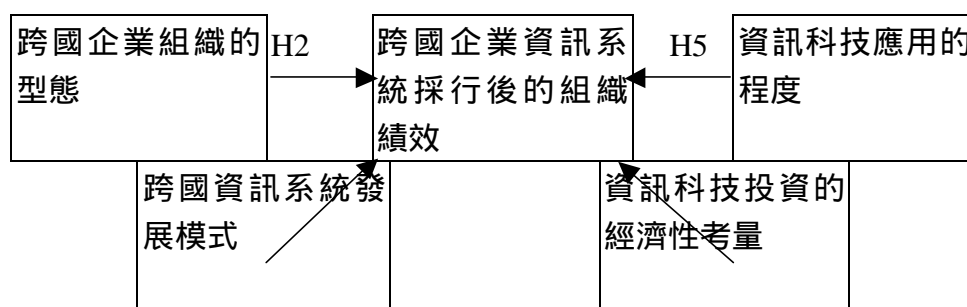 跨國企業組織的
型態
H2
跨國企業資訊系
統採行後的組織
績效
H5
資訊科技應用的
程度
跨國資訊系統發
展模式
資訊科技投資的
經濟性考量